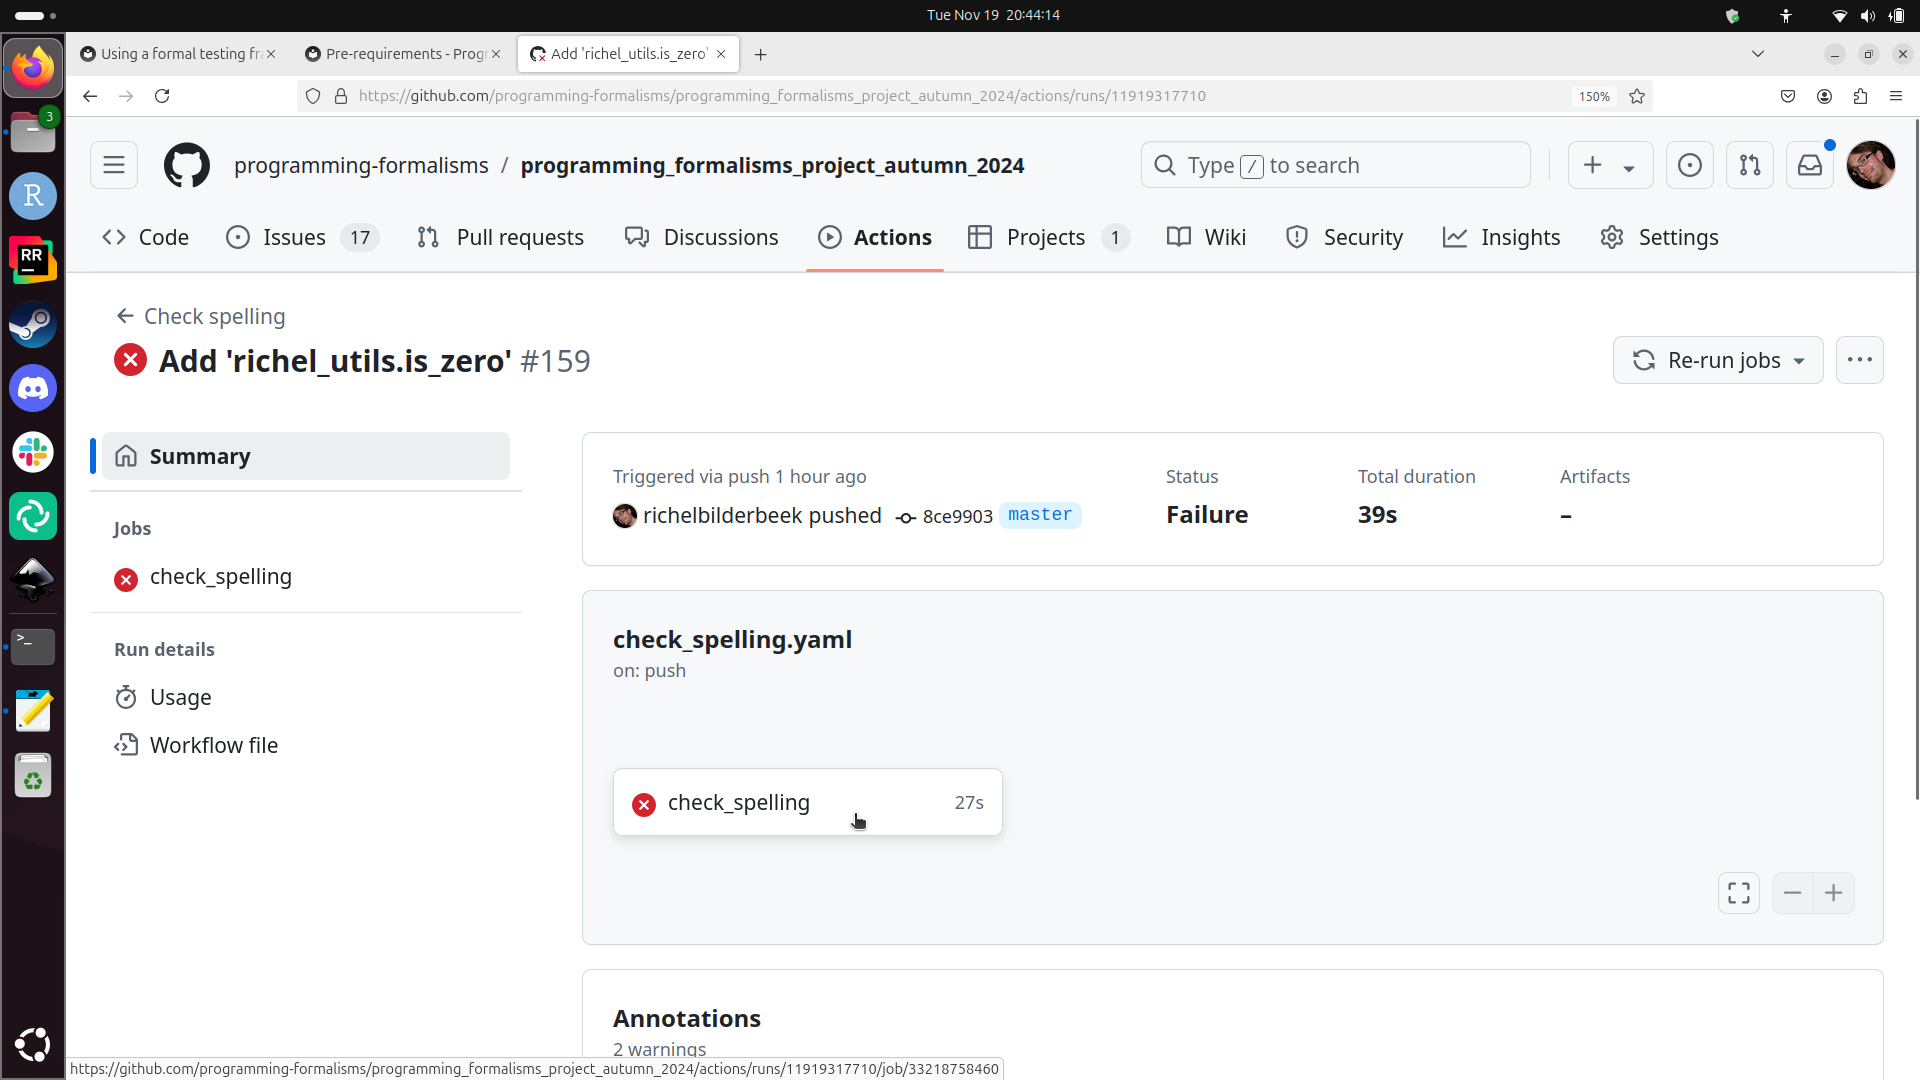 Tue Nov 19 20:44:14
Using a formal testing fra
Pre-requirements - Prog
Add 'richel_utils.is_zero'
https://github.com/programming-formalisms/programming_formalisms_project_autumn_2024/actions/runs/11919317710
150%
3
R
RR
>_
programming-formalisms / programming_formalisms_project_autumn_2024
Type / to search
Code
Issues 17
Pull requests
Discussions
Actions
Projects 1
Wiki
Security
Insights
Settings
Check spelling
Add 'richel_utils.is_zero' #159
Re-run jobs
Summary
Jobs
check_spelling
Run details
Usage
Workflow file
Triggered via push 1 hour ago
richelbilderbeek pushed 8ce9903 master
Status
Failure
Total duration
39s
Artifacts
–
check_spelling.yaml
on: push
check_spelling 27s
Annotations
2 warnings
https://github.com/programming-formalisms/programming_formalisms_project_autumn_2024/actions/runs/11919317710/job/33218758460